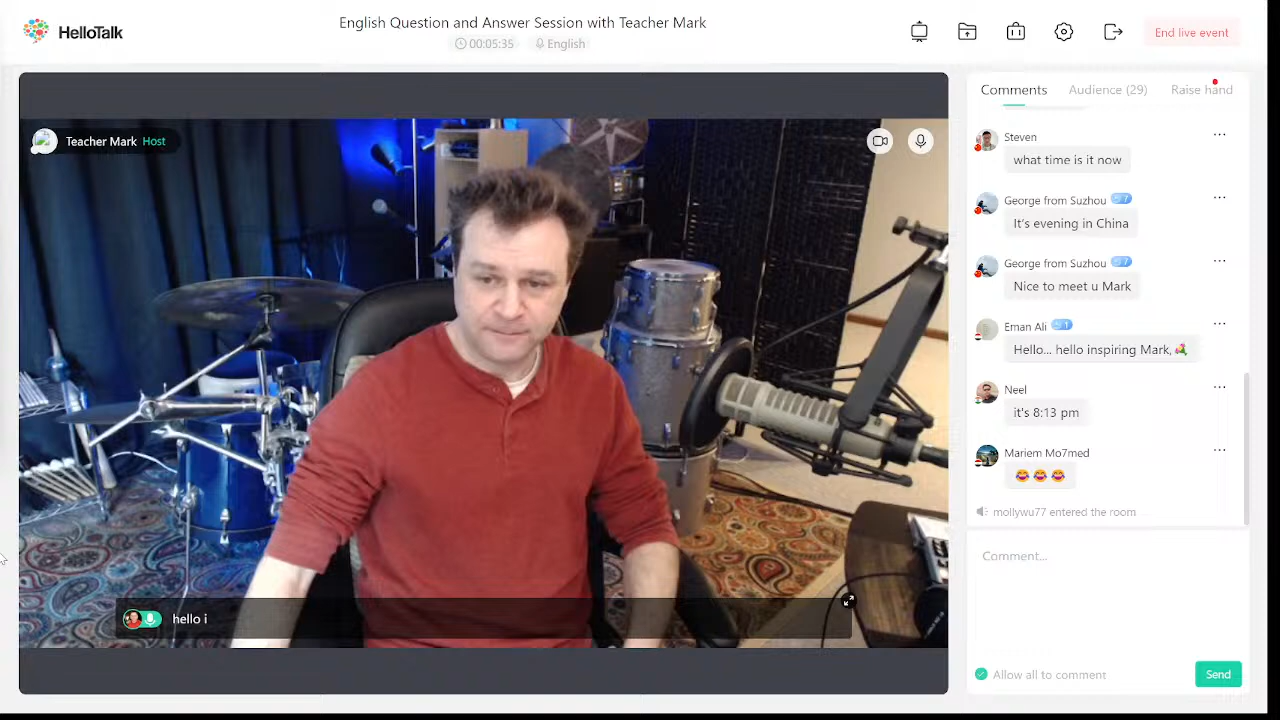 HelloTalk
English Question and Answer Session with Teacher Mark
00:05:35 English
End live event
Teacher Mark Host
hello i
Comments Audience (29) Raise hand
Steven
what time is it now
George from Suzhou 7
It's evening in China
George from Suzhou 7
Nice to meet u Mark
Eman Ali 1
Hello... hello inspiring Mark,
Neel
it's 8:13 pm
Mariem Mo7med
mollywu77 entered the room
Comment...
Allow all to comment
Send